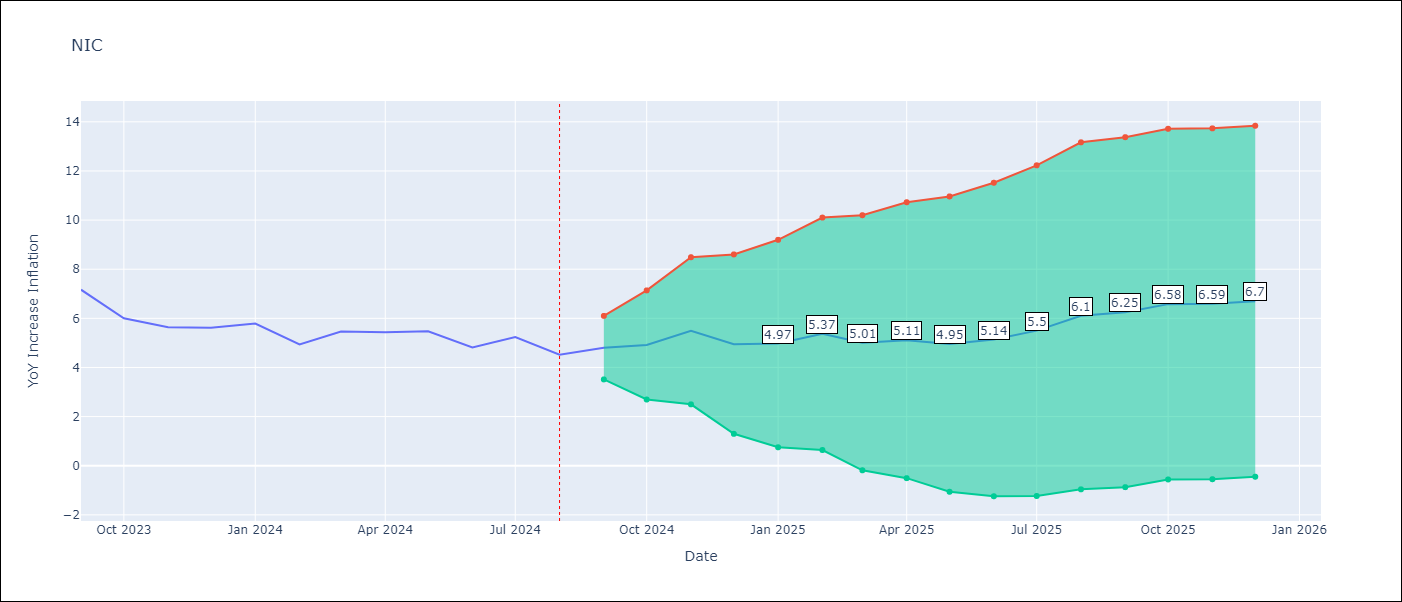 NIC
YoY Increase Inflation
14
12
10
8
6
4
2
0
−2
4.97
5.37
5.01
5.11
4.95
5.14
5.5
6.1
6.25
6.58
6.59
6.7
Oct 2023
Jan 2024
Apr 2024
Jul 2024
Oct 2024
Jan 2025
Apr 2025
Jul 2025
Oct 2025
Jan 2026
Date